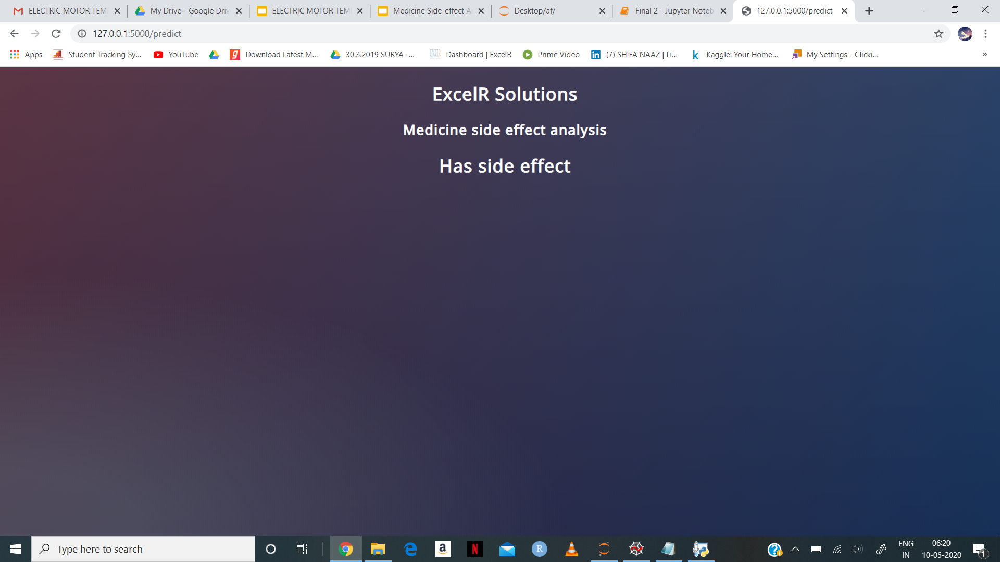 ELECTRIC MOTOR TEM
My Drive - Google Driv
ELECTRIC MOTOR TEM
Medicine Side-effect A
Desktop/af/
Final 2 - Jupyter Noteb
127.0.0.1:5000/predict
127.0.0.1:5000/predict
Apps
Student Tracking Sy...
YouTube
Download Latest M...
30.3.2019 SURYA -...
Dashboard | ExcelR
Prime Video
(7) SHIFA NAAZ | Li...
Kaggle: Your Home...
My Settings - Clicki...
»
ExcelR Solutions
Medicine side effect analysis
Has side effect
Type here to search
ENG
IN
06:20
10-05-2020
1